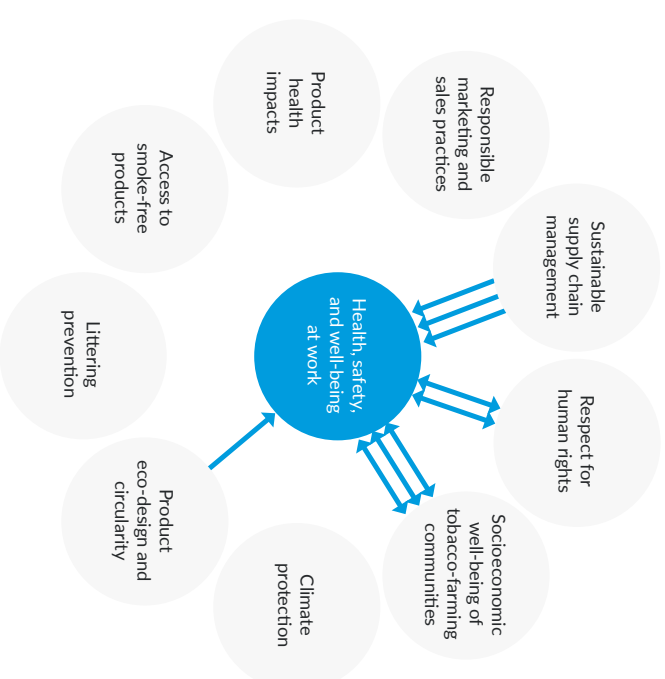 Product
health
impacts
Responsible
marketing and
sales practices
Sustainable
supply chain
management
Respect for
human rights
Socioeconomic
well-being of
tobacco-farming
communities
Climate
protection
Product
eco-design and
circularity
Littering
prevention
Access to
smoke-free
products
Health, safety,
and well-being
at work